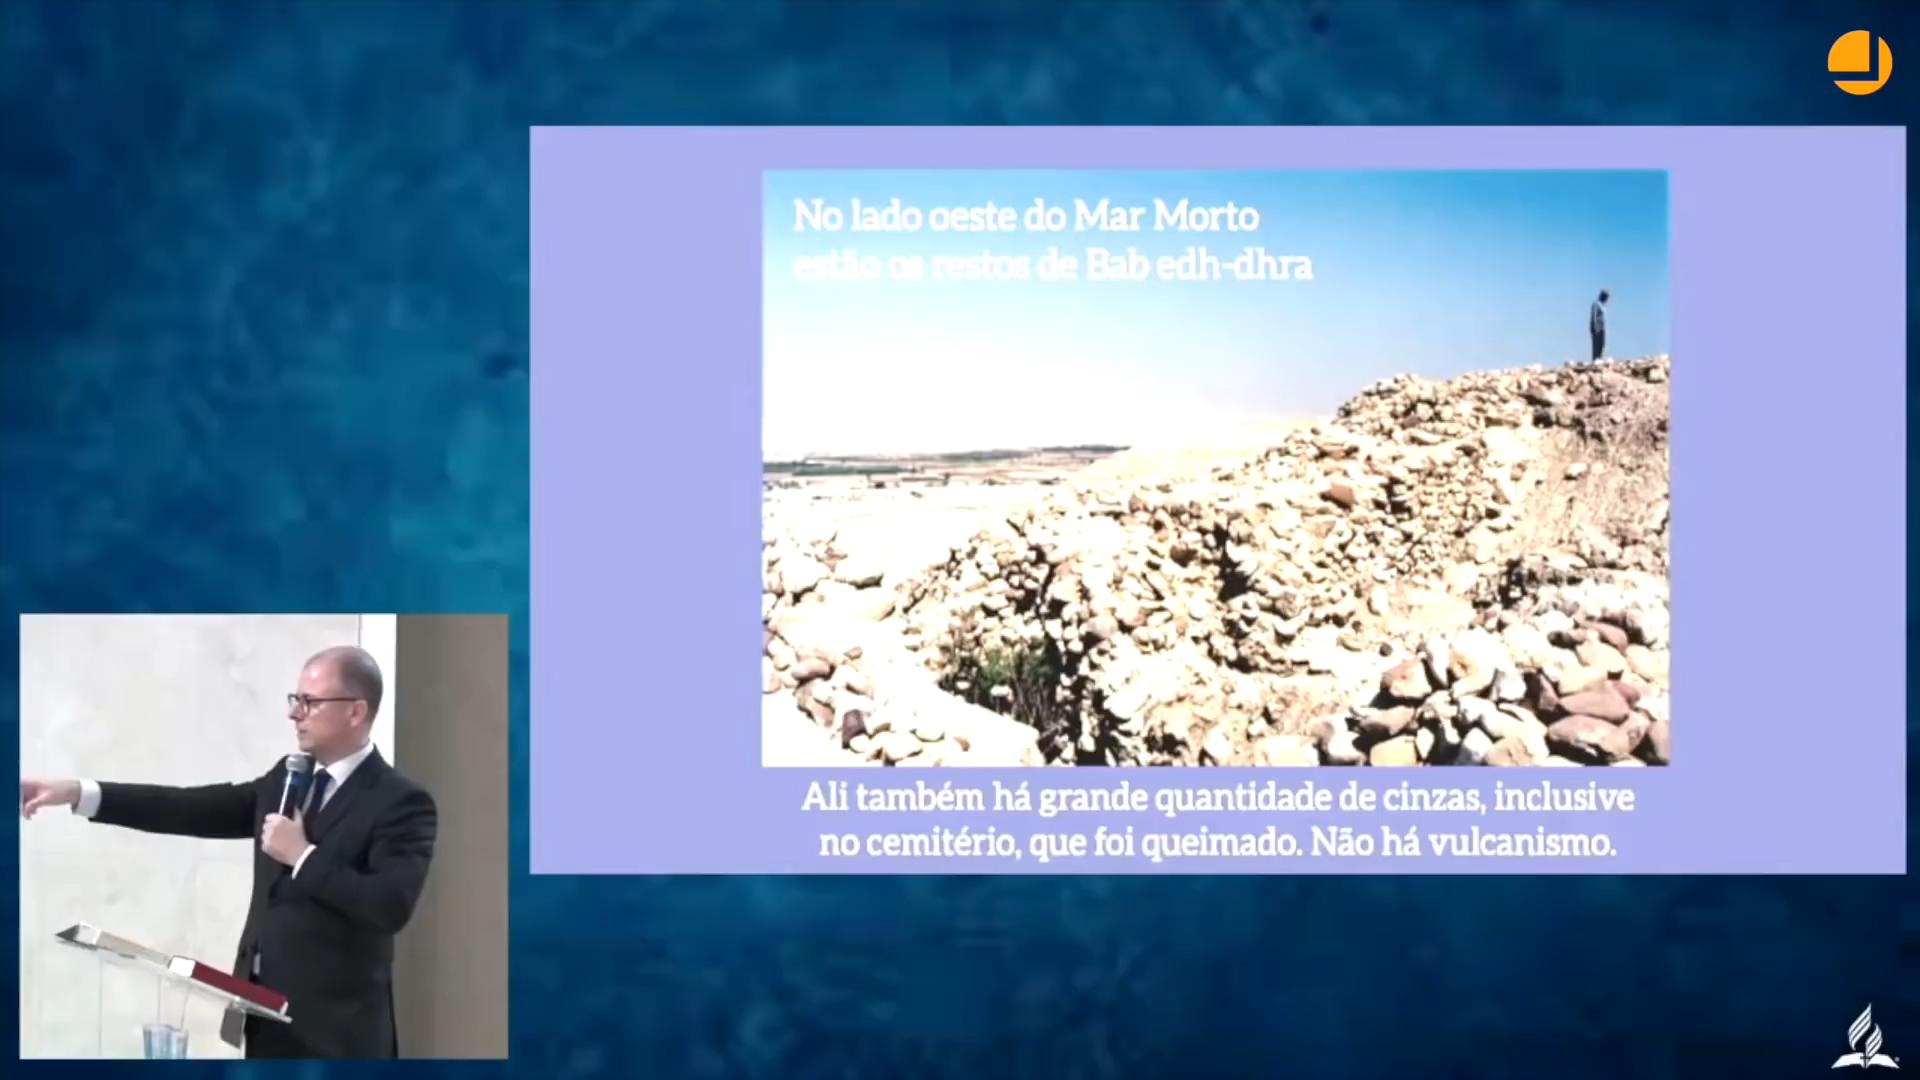 No lado oeste do Mar Morto
estão os restos de Bab edh-dhra
Ali também há grande quantidade de cinzas, inclusive
no cemitério, que foi queimado. Não há vulcanismo.